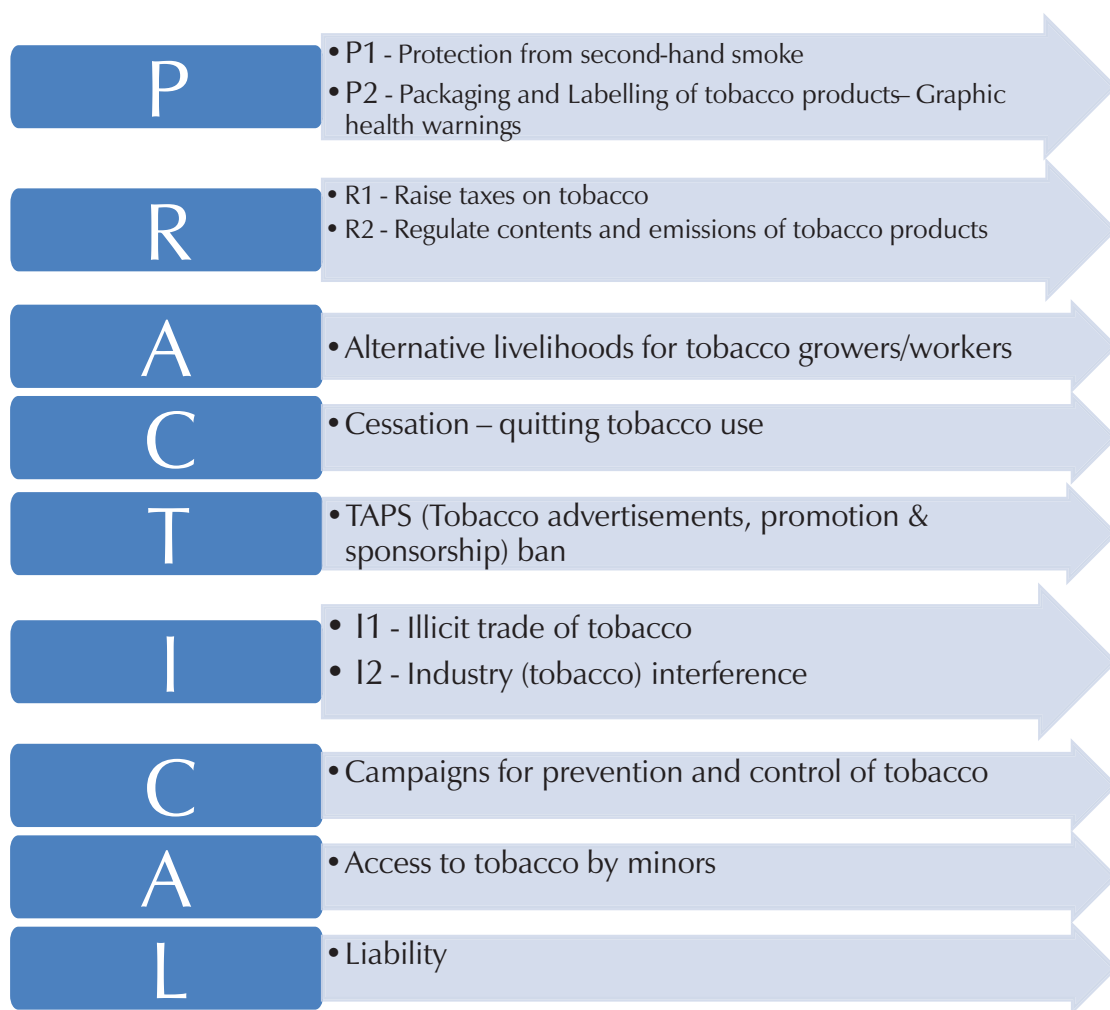 P
• P1 - Protection from second-hand smoke
• P2 - Packaging and Labelling of tobacco products– Graphic
health warnings
R
• R1 - Raise taxes on tobacco
• R2 - Regulate contents and emissions of tobacco products
A
• Alternative livelihoods for tobacco growers/workers
C
• Cessation – quitting tobacco use
T
• TAPS (Tobacco advertisements, promotion &
sponsorship) ban
I
• I1 - Illicit trade of tobacco
• I2 - Industry (tobacco) interference
C
• Campaigns for prevention and control of tobacco
A
• Access to tobacco by minors
L
• Liability